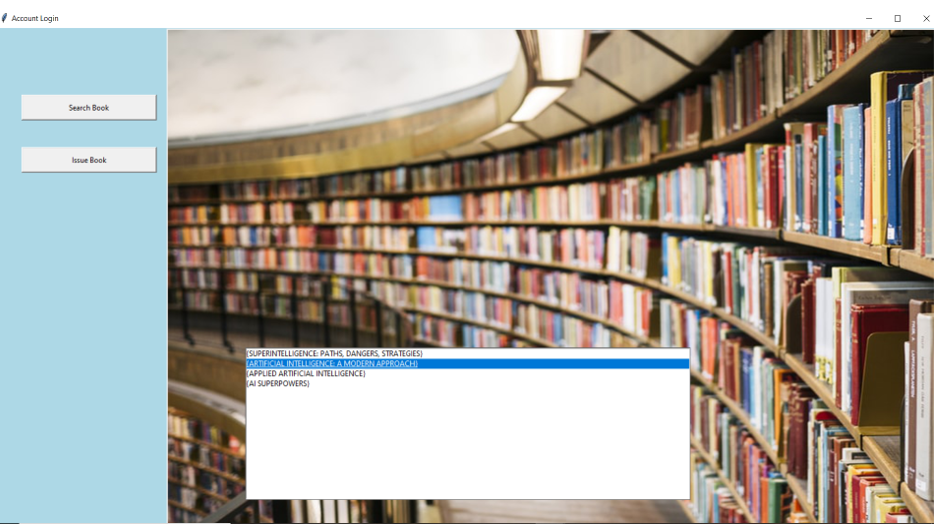 Account Login
Search Book
Issue Book
{SUPERINTELLIGENCE: PATHS, DANGERS, STRATEGIES}
{ARTIFICIAL INTELLIGENCE: A MODERN APPROACH}
{APPLIED ARTIFICIAL INTELLIGENCE}
{AI SUPERPOWERS}